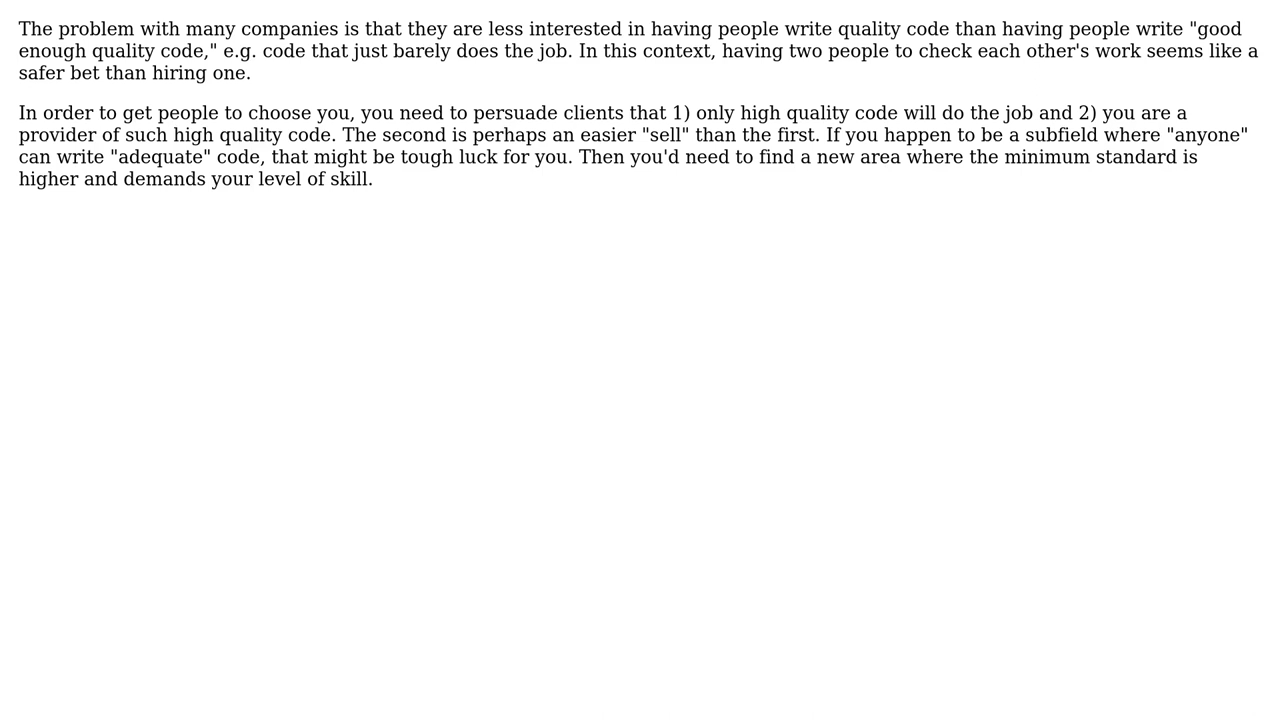 The problem with many companies is that they are less interested in having people write quality code than having people write "good
enough quality code," e.g. code that just barely does the job. In this context, having two people to check each other's work seems like a
safer bet than hiring one.
In order to get people to choose you, you need to persuade clients that 1) only high quality code will do the job and 2) you are a
provider of such high quality code. The second is perhaps an easier "sell" than the first. If you happen to be a subfield where "anyone"
can write "adequate" code, that might be tough luck for you. Then you'd need to find a new area where the minimum standard is
higher and demands your level of skill.